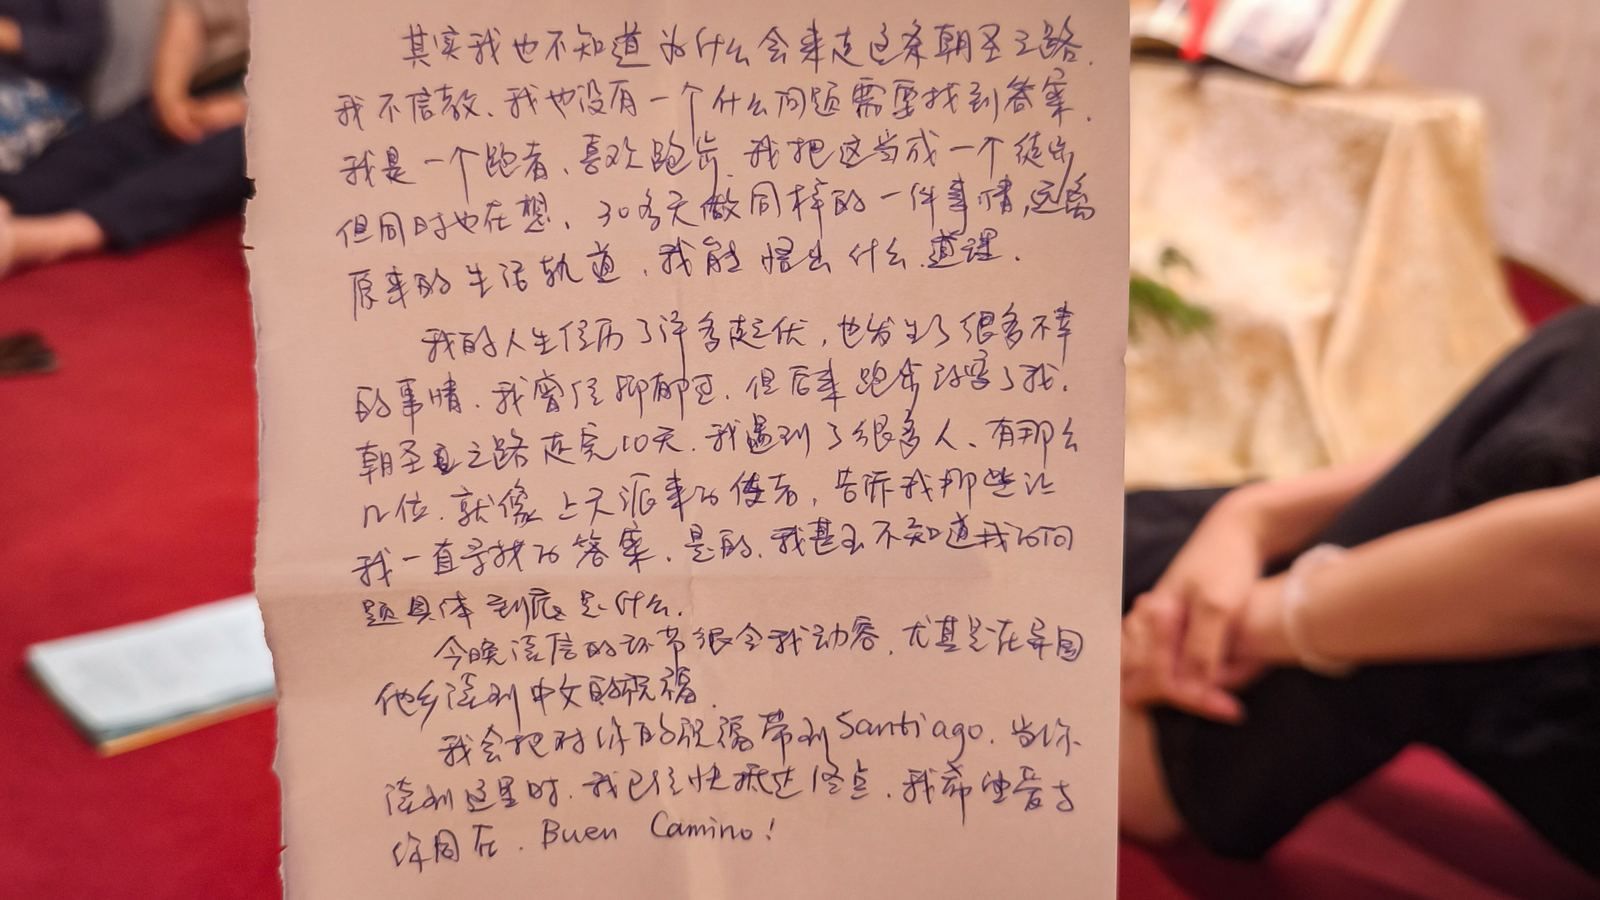 其实我也不知道为什么会来走这条朝圣之路.
我不信教、我也没有一个什么问题需要找到答案.
我是一个跑者、喜欢跑步.我把这当成一个徒步
但同时也在想、30多天做同样的一件事情,远离
原来的生活轨道,我能悟出什么道理.
我的人生经历了许多起伏,也发生了很多不幸
的事情.我曾经抑郁过.但后来跑步治愈了我.
朝圣之路走完10天.我遇到了很多人、有那么
几位.就像上天派来的使者,告诉我那些让
我一直寻找的答案.是的.我甚至不知道我的问
题具体到底是什么.
今晚读信的环节很令我动容.尤其是在异国
他乡读到中文的祝福.
我会把对你的祝福带到Santiago.当你
读到这里时.我已经快抵达终点.我希望爱与
你同在.Buen Camino!